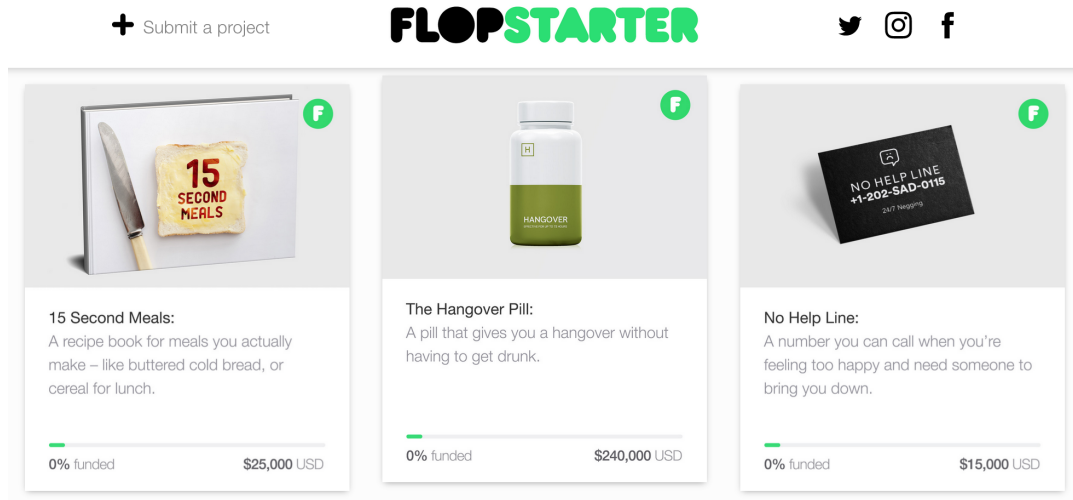 Submit a project
FLOPSTARTER
F
15
SECOND
MEALS
15 Second Meals:
A recipe book for meals you actually
make – like buttered cold bread, or
cereal for lunch.
0% funded
$25,000 USD
F
H
HANGOVER
The Hangover Pill:
A pill that gives you a hangover without
having to get drunk.
0% funded
$240,000 USD
F
NO HELP LINE
+1-202-SAD-0115
24/7 Negging
No Help Line:
A number you can call when you’re
feeling too happy and need someone to
bring you down.
0% funded
$15,000 USD